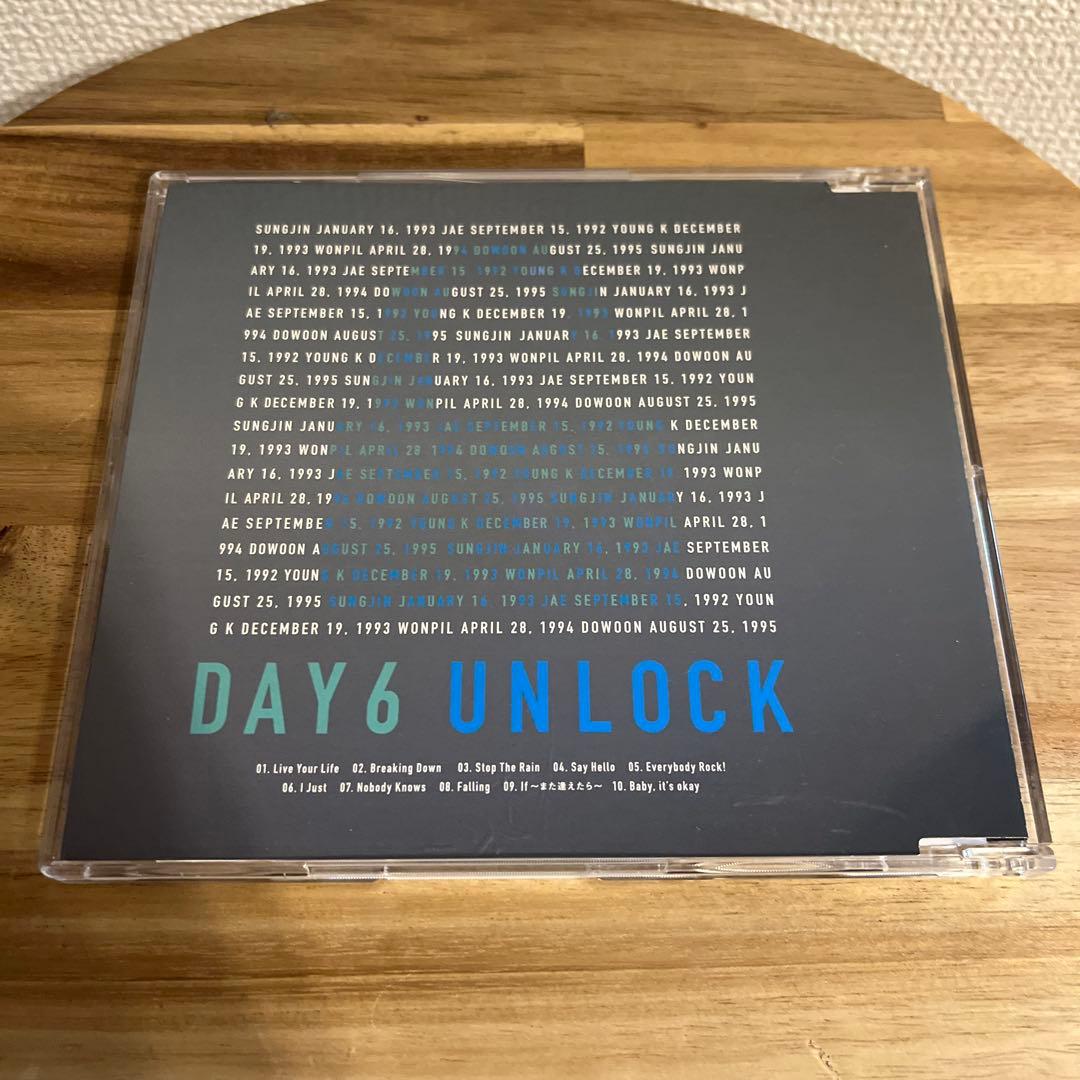 SUNGJIN JANUARY 16, 1993 JAE SEPTEMBER 15, 1992 YOUNG K DECEMBER
19, 1993 WONPIL APRIL 28, 1994 DOWOON AUGUST 25, 1995 SUNGJIN JANU
ARY 16, 1993 JAE SEPTEMBER 15, 1992 YOUNG K DECEMBER 19, 1993 WONP
IL APRIL 28, 1994 DOWOON AUGUST 25, 1995 SUNGJIN JANUARY 16, 1993 J
AE SEPTEMBER 15, 1992 YOUNG K DECEMBER 19, 1993 WONPIL APRIL 28, 1
994 DOWOON AUGUST 25, 1995 SUNGJIN JANUARY 16, 1993 JAE SEPTEMBER
15, 1992 YOUNG K DECEMBER 19, 1993 WONPIL APRIL 28, 1994 DOWOON AU
GUST 25, 1995 SUNGJIN JANUARY 16, 1993 JAE SEPTEMBER 15, 1992 YOUN
G K DECEMBER 19, 1993 WONPIL APRIL 28, 1994 DOWOON AUGUST 25, 1995
SUNGJIN JANUARY 16, 1993 JAE SEPTEMBER 15, 1992 YOUNG K DECEMBER
19, 1993 WONPIL APRIL 28, 1994 DOWOON AUGUST 25, 1995 SUNGJIN JANU
ARY 16, 1993 JAE SEPTEMBER 15, 1992 YOUNG K DECEMBER 19, 1993 WONP
IL APRIL 28, 1994 DOWOON AUGUST 25, 1995 SUNGJIN JANUARY 16, 1993 J
AE SEPTEMBER 15, 1992 YOUNG K DECEMBER 19, 1993 WONPIL APRIL 28, 1
994 DOWOON AUGUST 25, 1995 SUNGJIN JANUARY 16, 1993 JAE SEPTEMBER
15, 1992 YOUNG K DECEMBER 19, 1993 WONPIL APRIL 28, 1994 DOWOON AU
GUST 25, 1995 SUNGJIN JANUARY 16, 1993 JAE SEPTEMBER 15, 1992 YOUN
G K DECEMBER 19, 1993 WONPIL APRIL 28, 1994 DOWOON AUGUST 25, 1995
DAY6 UNLOCK
01. Live Your Life 02. Breaking Down 03. Stop The Rain 04. Say Hello 05. Everybody Rock!
06. I Just 07. Nobody Knows 08. Falling 09. If ～また逢えたら～ 10. Baby, it's okay